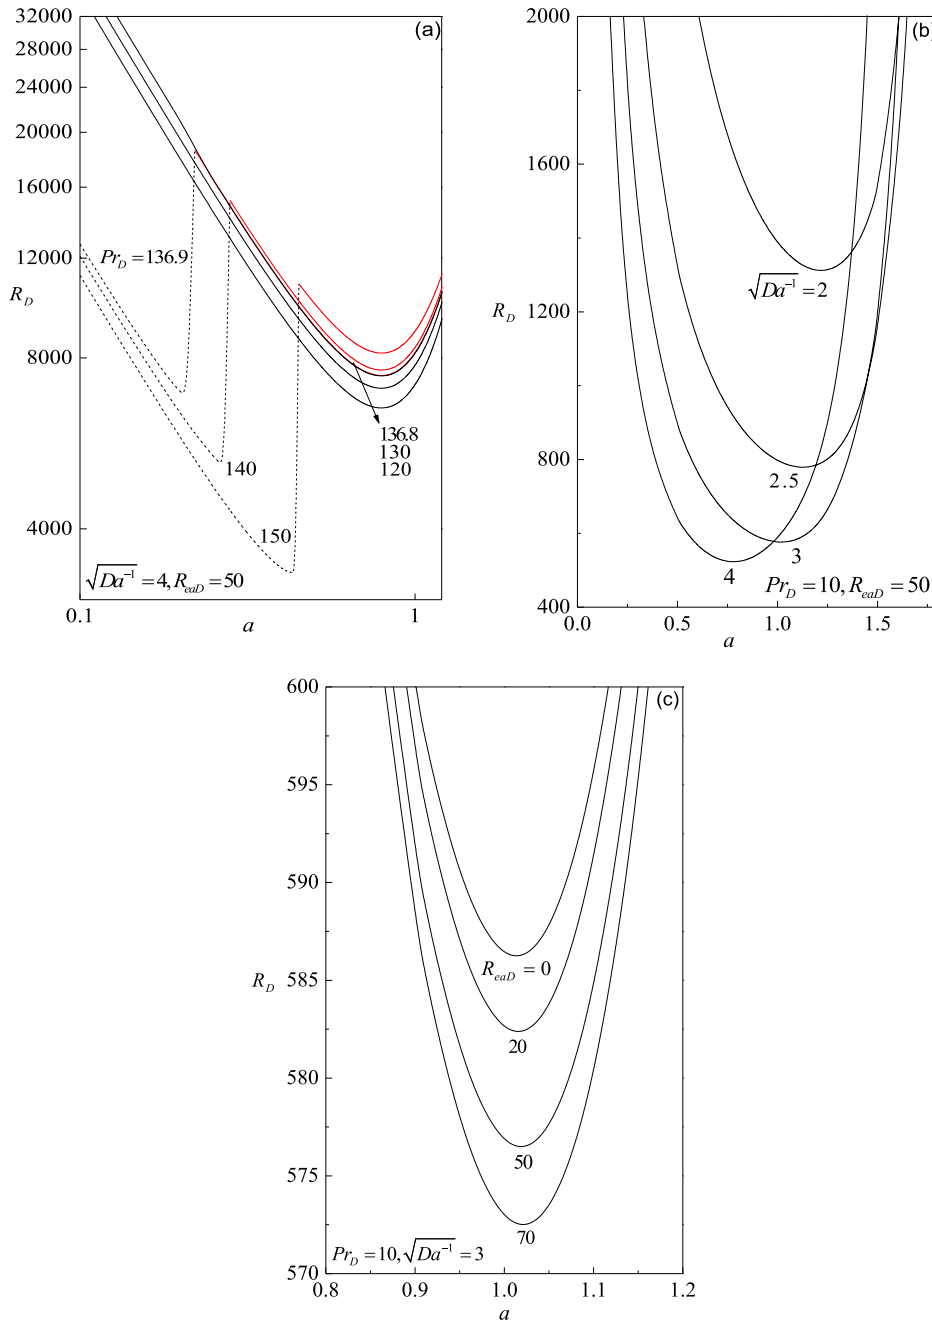 (a)
32000
28000
24000
20000
16000
12000
8000
4000
R_D
Pr_D = 136.9
140
150
136.8
130
120
√Da⁻¹ = 4, R_eaD = 50
0.1 1
a
(b)
2000
1600
1200
800
400
R_D
√Da⁻¹ = 2
2.5
3
4
Pr_D = 10, R_eaD = 50
0.0 0.5 1.0 1.5
a
(c)
600
595
590
585
580
575
570
R_D
R_eaD = 0
20
50
70
Pr_D = 10, √Da⁻¹ = 3
0.8 0.9 1.0 1.1 1.2
a